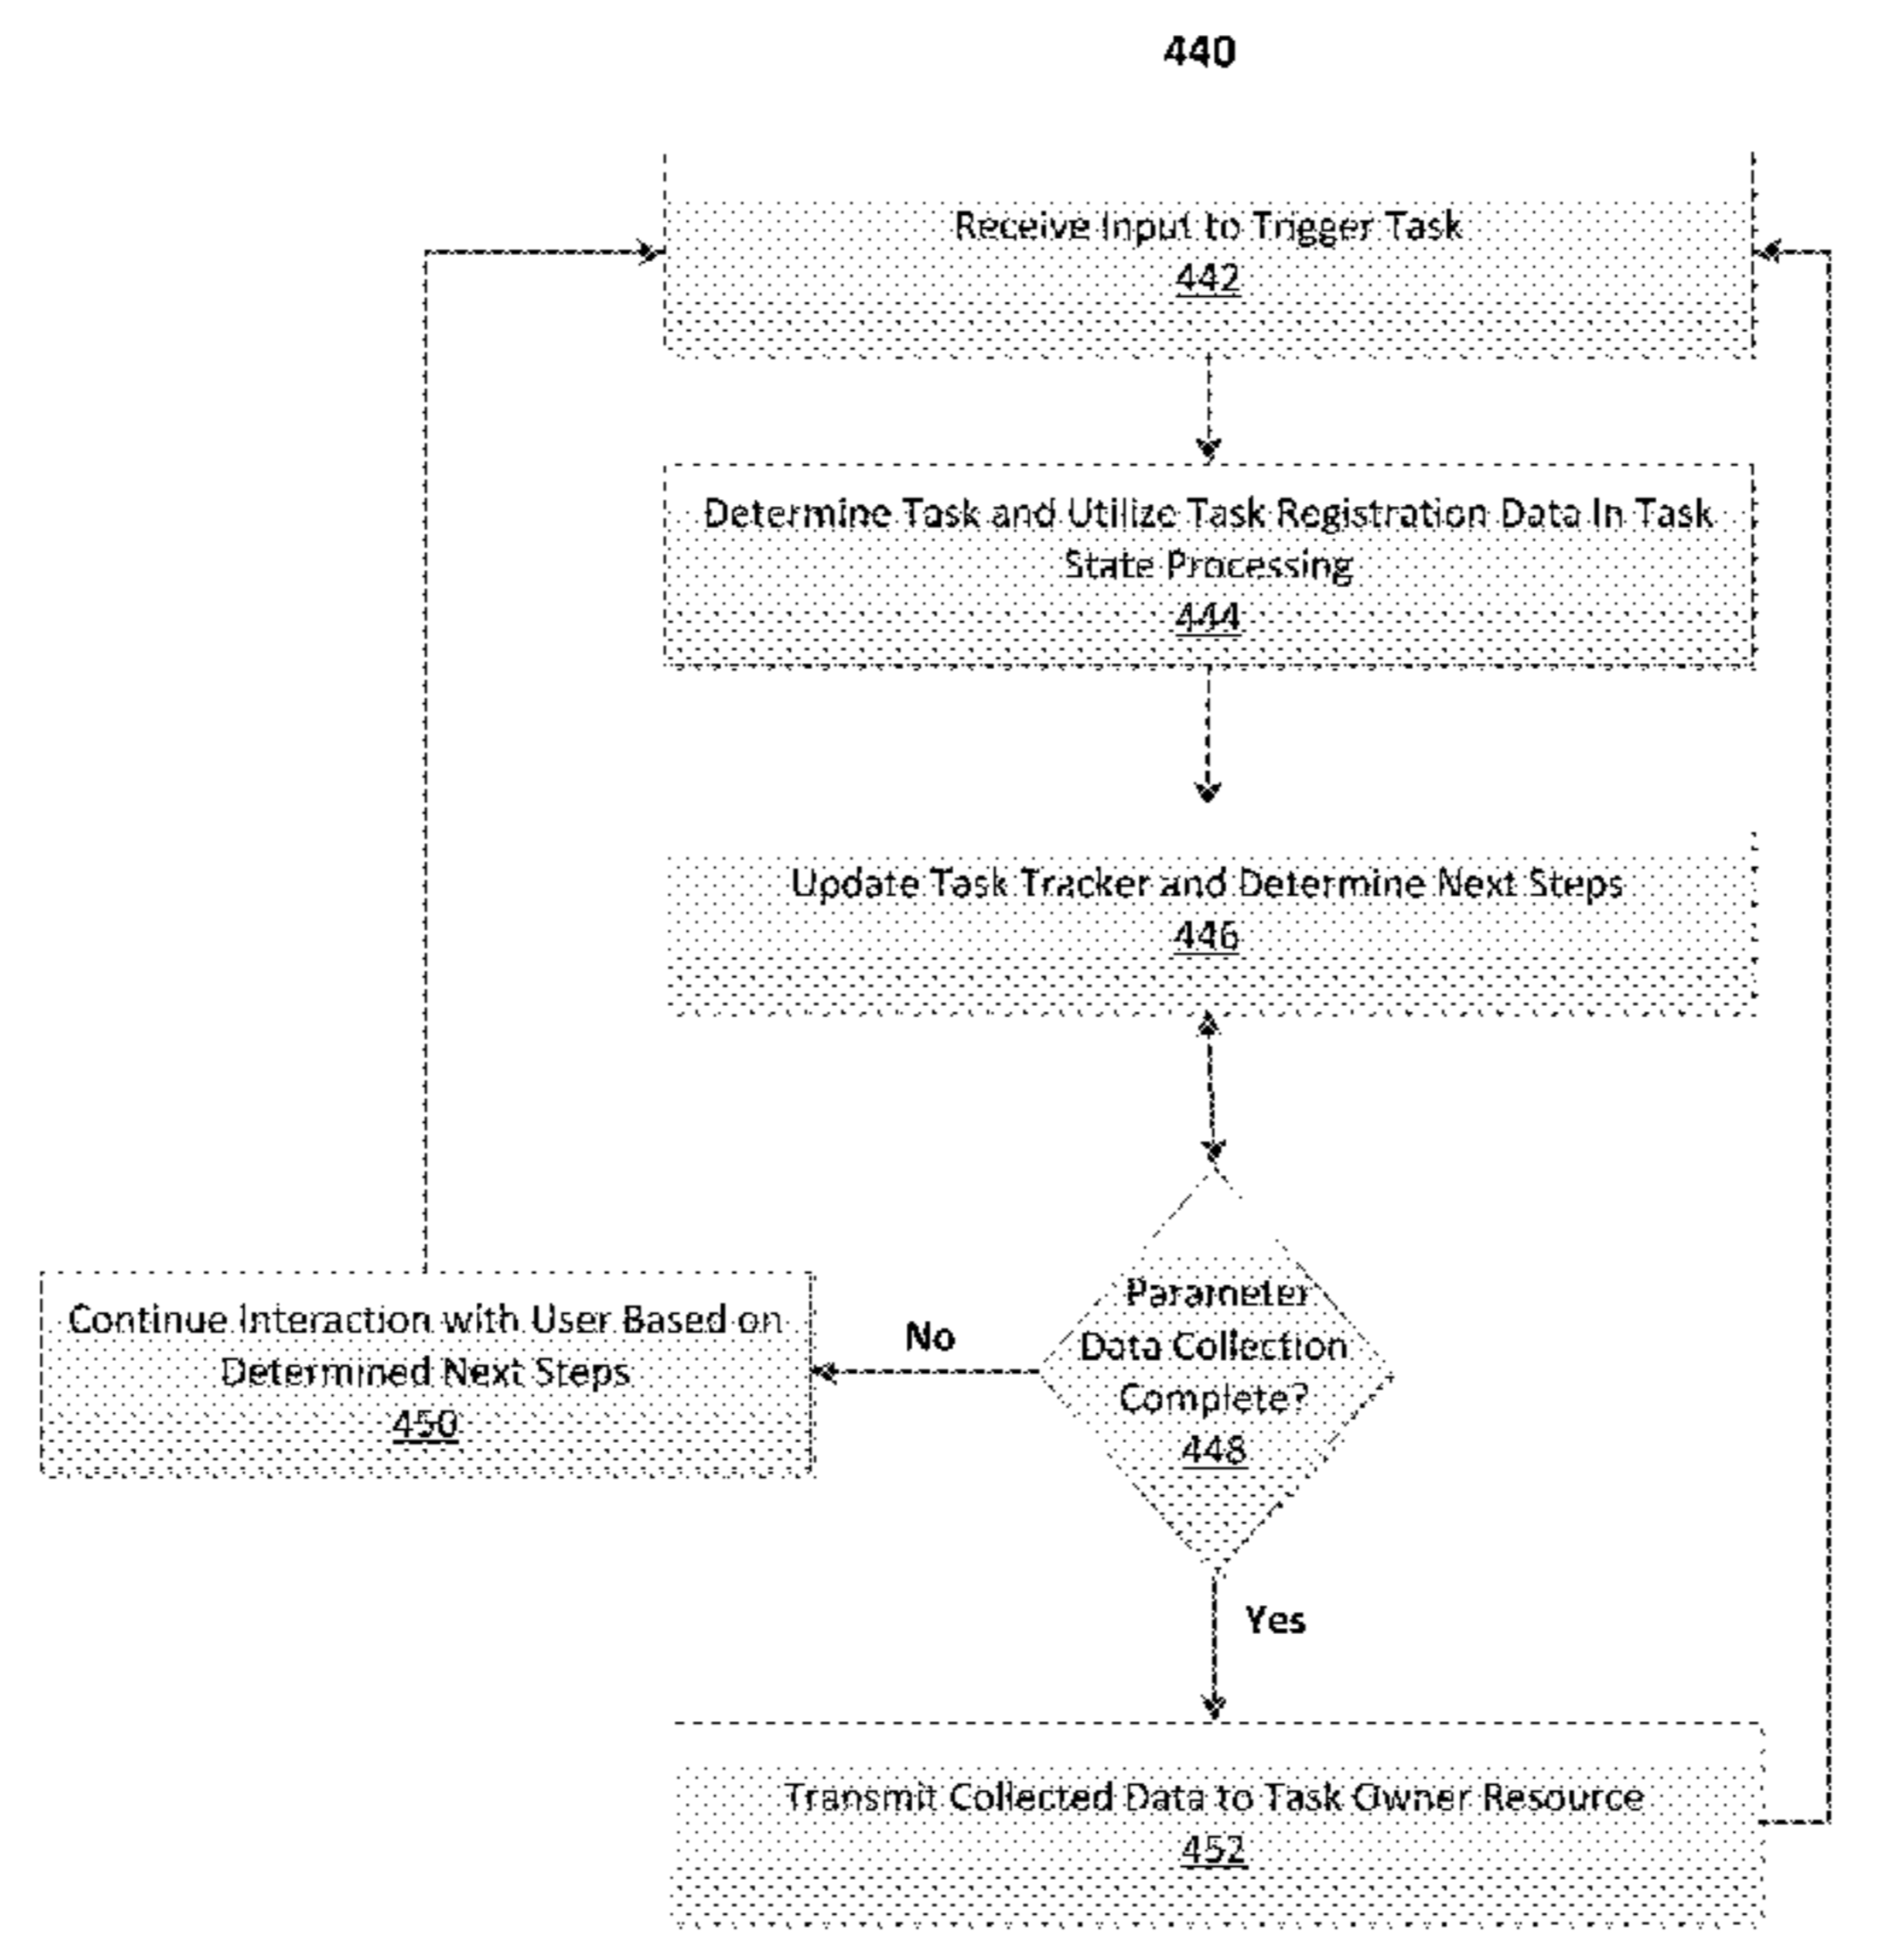 440
Receive Input to Trigger Task
442
Determine Task and Utilize Task Registration Data In Task
State Processing
444
Update Task Tracker and Determine Next Steps
446
Parameter
Data Collection
Complete?
448
No
Continue Interaction with User Based on
Determined Next Steps
450
Yes
Transmit Collected Data to Task Owner Resource
452